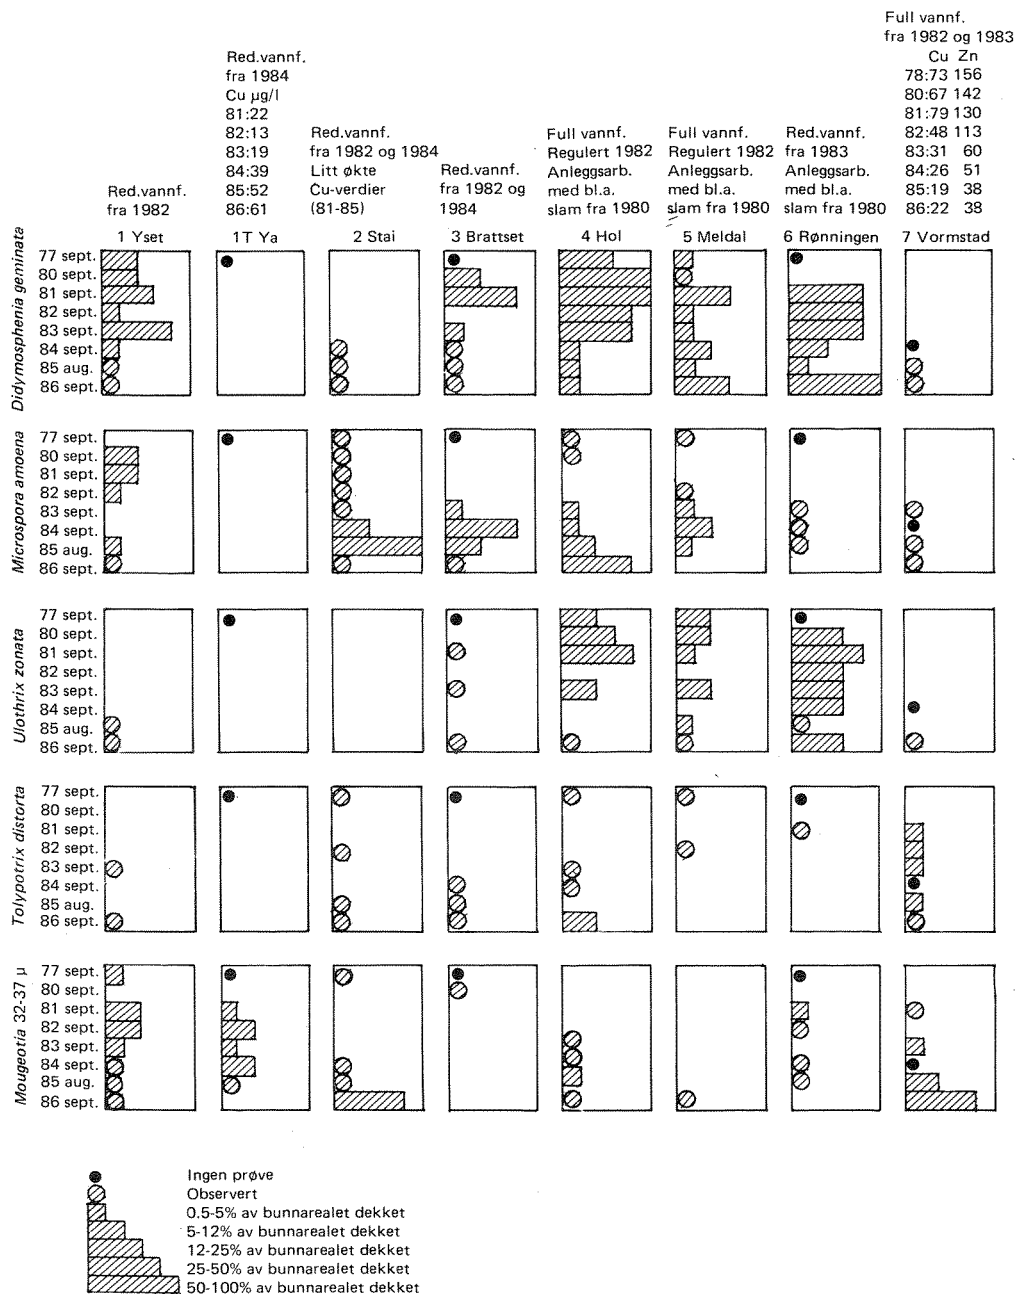 Full vannf.
fra 1982 og 1983
Cu Zn
78:73 156
80:67 142
81:79 130
82:48 113
83:31 60
84:26 51
85:19 38
86:22 38
Red.vannf.
fra 1984
Cu µg/l
81:22
82:13
83:19
84:39
85:52
86:61
Red.vannf.
fra 1982 og 1984
Litt økte
Cu-verdier
(81-85)
Full vannf.
Regulert 1982
Anleggsarb.
med bl.a.
slam fra 1980
Full vannf.
Regulert 1982
Anleggsarb.
med bl.a.
slam fra 1980
Red.vannf.
fra 1983
Anleggsarb.
med bl.a.
slam fra 1980
Red.vannf.
fra 1982
Red.vannf.
fra 1982 og
1984
1 Yset
1T Ya
2 Stai
3 Brattset
4 Hol
5 Meldal
6 Rønningen
7 Vormstad
Didymosphenia geminata
77 sept.
80 sept.
81 sept.
82 sept.
83 sept.
84 sept.
85 aug.
86 sept.
Microspora amoena
77 sept.
80 sept.
81 sept.
82 sept.
83 sept.
84 sept.
85 aug.
86 sept.
Ulothrix zonata
77 sept.
80 sept.
81 sept.
82 sept.
83 sept.
84 sept.
85 aug.
86 sept.
Tolypotrix distorta
77 sept.
80 sept.
81 sept.
82 sept.
83 sept.
84 sept.
85 aug.
86 sept.
Mougeotia 32-37 µ
77 sept.
80 sept.
81 sept.
82 sept.
83 sept.
84 sept.
85 aug.
86 sept.
Ingen prøve
Observert
0.5-5% av bunnarealet dekket
5-12% av bunnarealet dekket
12-25% av bunnarealet dekket
25-50% av bunnarealet dekket
50-100% av bunnarealet dekket